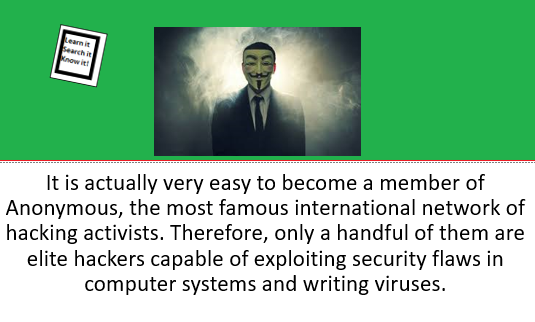 Learn it
Search it
Know it!
It is actually very easy to become a member of
Anonymous, the most famous international network of
hacking activists. Therefore, only a handful of them are
elite hackers capable of exploiting security flaws in
computer systems and writing viruses.